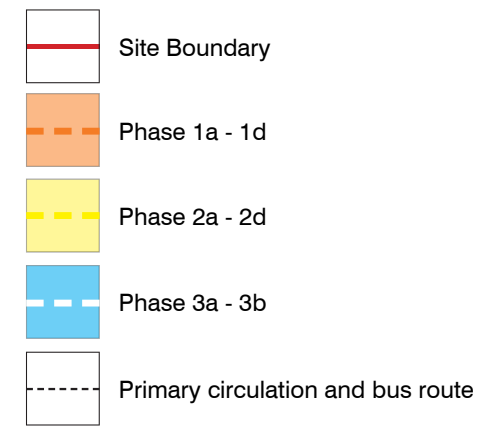 Site Boundary
Phase 1a - 1d
Phase 2a - 2d
Phase 3a - 3b
Primary circulation and bus route